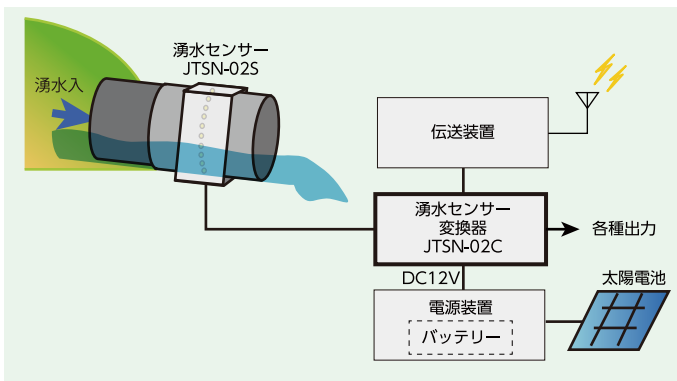 湧水センサー
JTSN-02S
湧水入
伝送装置
湧水センサー
変換器
JTSN-02C
各種出力
DC12V
太陽電池
電源装置
バッテリー